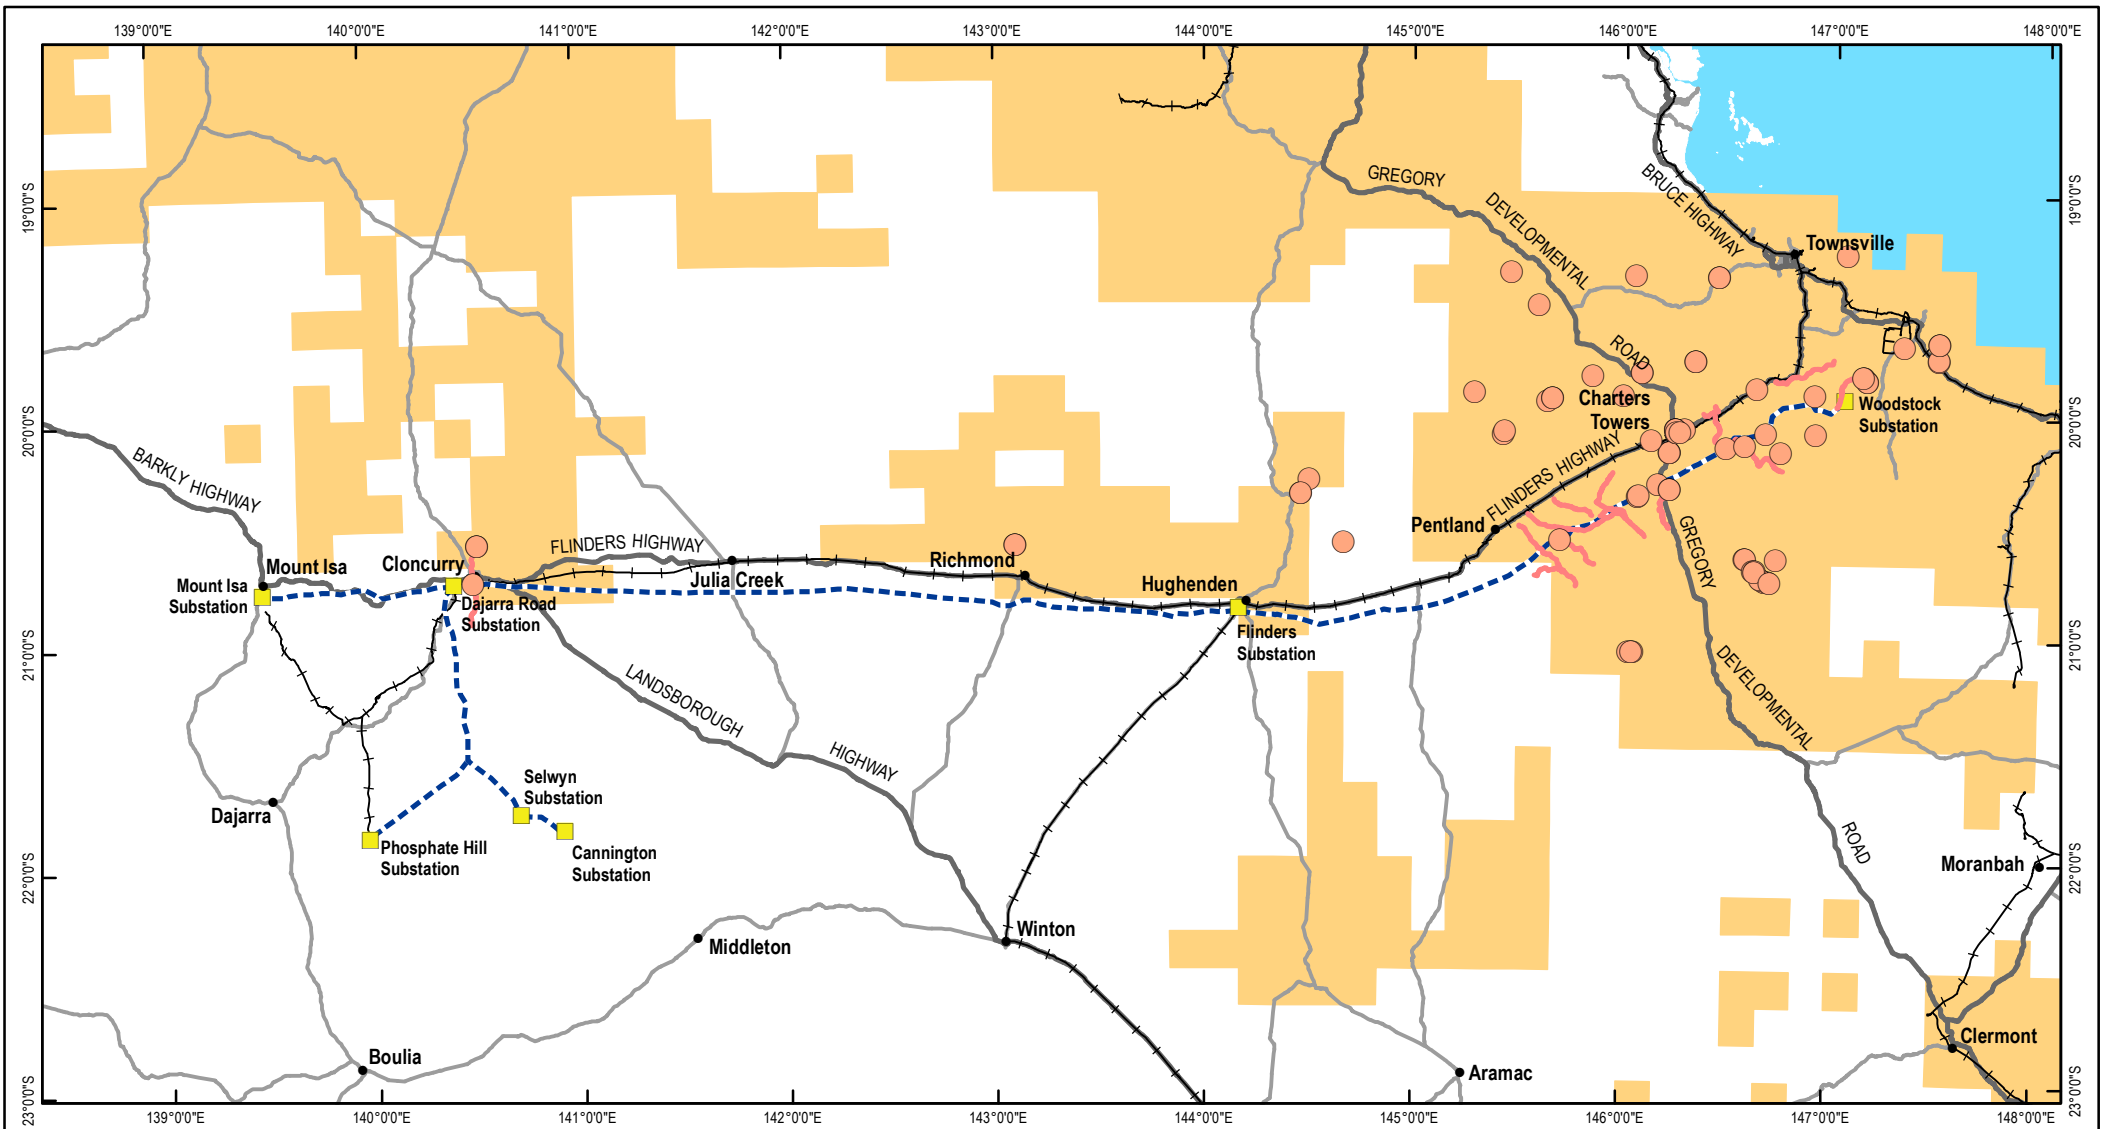 139°0'0"E
140°0'0"E
141°0'0"E
142°0'0"E
143°0'0"E
144°0'0"E
145°0'0"E
146°0'0"E
147°0'0"E
148°0'0"E
19°0'0"S
19°0'0"S
GREGORY
DEVELOPMENTAL
ROAD
BRUCE HIGHWAY
Townsville
Charters
Towers
Woodstock
Substation
20°0'0"S
20°0'0"S
BARKLY HIGHWAY
FLINDERS HIGHWAY
Pentland
FLINDERS HIGHWAY
Mount Isa
Mount Isa
Substation
Cloncurry
Dajarra Road
Substation
Julia Creek
Richmond
Hughenden
Flinders
Substation
GREGORY
DEVELOPMENTAL
ROAD
21°0'0"S
21°0'0"S
LANDSBOROUGH
HIGHWAY
Dajarra
Selwyn
Substation
Phosphate Hill
Substation
Cannington
Substation
Moranbah
22°0'0"S
22°0'0"S
Winton
Middleton
Boulia
Aramac
Clermont
23°0'0"S
23°0'0"S
139°0'0"E
140°0'0"E
141°0'0"E
142°0'0"E
143°0'0"E
144°0'0"E
145°0'0"E
146°0'0"E
147°0'0"E
148°0'0"E